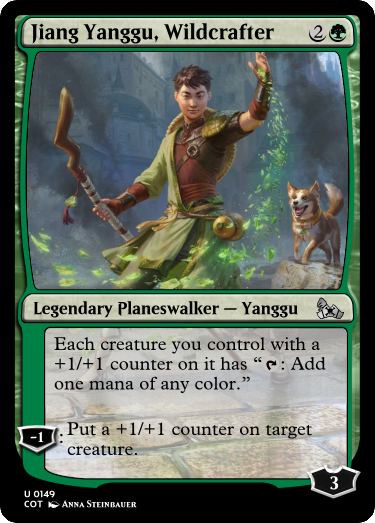 Jiang Yanggu, Wildcrafter 2
Legendary Planeswalker — Yanggu
Each creature you control with a
+1/+1 counter on it has “: Add
one mana of any color.”
-1: Put a +1/+1 counter on target
creature.
3
U 0149
COT Anna Steinbauer